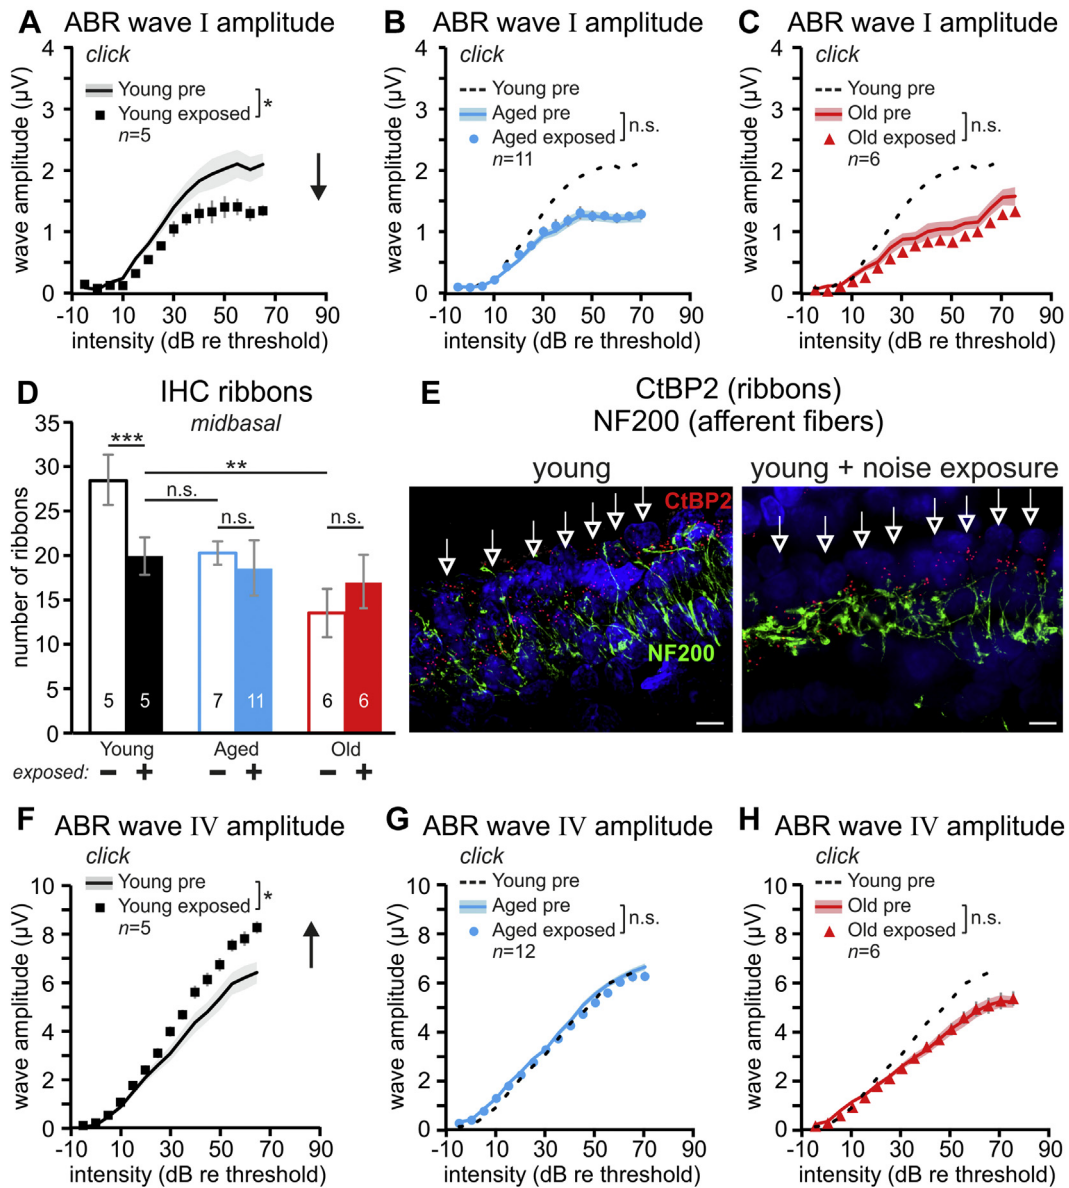 A ABR wave I amplitude
click
Young pre
Young exposed
*
n=5
wave amplitude (µV)
4
3
2
1
0
-10 10 30 50 70 90
intensity (dB re threshold)
B ABR wave I amplitude
click
Young pre
Aged pre
Aged exposed
n.s.
n=11
wave amplitude (µV)
4
3
2
1
0
-10 10 30 50 70 90
intensity (dB re threshold)
C ABR wave I amplitude
click
Young pre
Old pre
Old exposed
n.s.
n=6
wave amplitude (µV)
4
3
2
1
0
-10 10 30 50 70 90
intensity (dB re threshold)
D IHC ribbons
midbasal
number of ribbons
35
30
25
20
15
10
5
0
***
**
n.s.
n.s.
n.s.
5 5 7 11 6 6
Young Aged Old
exposed: − + − + − +
E CtBP2 (ribbons)
NF200 (afferent fibers)
young
young + noise exposure
CtBP2
NF200
F ABR wave IV amplitude
click
Young pre
Young exposed
*
n=5
wave amplitude (µV)
10
8
6
4
2
0
-10 10 30 50 70 90
intensity (dB re threshold)
G ABR wave IV amplitude
click
Young pre
Aged pre
Aged exposed
n.s.
n=12
wave amplitude (µV)
10
8
6
4
2
0
-10 10 30 50 70 90
intensity (dB re threshold)
H ABR wave IV amplitude
click
Young pre
Old pre
Old exposed
n.s.
n=6
wave amplitude (µV)
10
8
6
4
2
0
-10 10 30 50 70 90
intensity (dB re threshold)